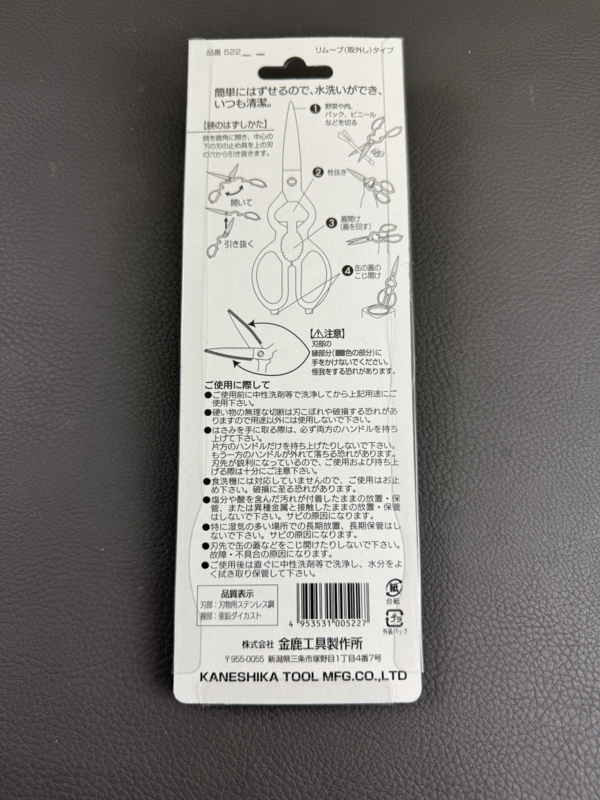 品番 522
リムーブ(取外し)タイプ
簡単にはずせるので、水洗いができ、
いつも清潔。
【鋏のはずしかた】
鋏を直角に開き、中心の
下の刃の止め具を上の刃
の穴から引き抜きます。
開いて
引き抜く
❶ 野菜や肉、
パック、ビニール
などを切る
❷ 栓抜き
❸ 蓋開け
(蓋を回す)
❹ 缶の蓋の
こじ開け
【⚠注意】
刃部の
縁部分(■■色の部分)に
手をかけないでください。
怪我をする恐れがあります。
ご使用に際して
●ご使用前に中性洗剤等で洗浄してから上記用途にご
使用下さい。
●硬い物の無理な切断は刃こぼれや破損する恐れがあ
りますので用途以外には使用しないで下さい。
●はさみを手に取る際は、必ず両方のハンドルを持ち
上げて下さい。
片方のハンドルだけを持ち上げたりしないで下さい。
もう一方のハンドルが外れて落ちる恐れがあります。
刃先が鋭利になっているので、ご使用および持ち上
げる際は十分にご注意下さい。
●食洗機には対応していませんので、ご使用はお止
め下さい。破損に至る恐れがあります。
●塩分や酸を含んだ汚れが付着したままの放置・保
管、または異種金属と接触したままの放置・保管
はしないで下さい。サビの原因になります。
●特に湿気の多い場所での長期放置、長期保管はし
ないで下さい。サビの原因になります。
●刃先で缶の蓋などをこじ開けたりしないで下さい。
故障・不具合の原因になります。
●ご使用後は直ぐに中性洗剤等で洗浄し、水分をよ
く拭き取り保管して下さい。
品質表示
刃部：刃物用ステンレス鋼
握部：亜鉛ダイカスト
4 953531 005227
紙
台紙
プラ
外装パック
株式会社 金鹿工具製作所
〒955-0055 新潟県三条市塚野目1丁目4番7号
KANESHIKA TOOL MFG.CO.,LTD